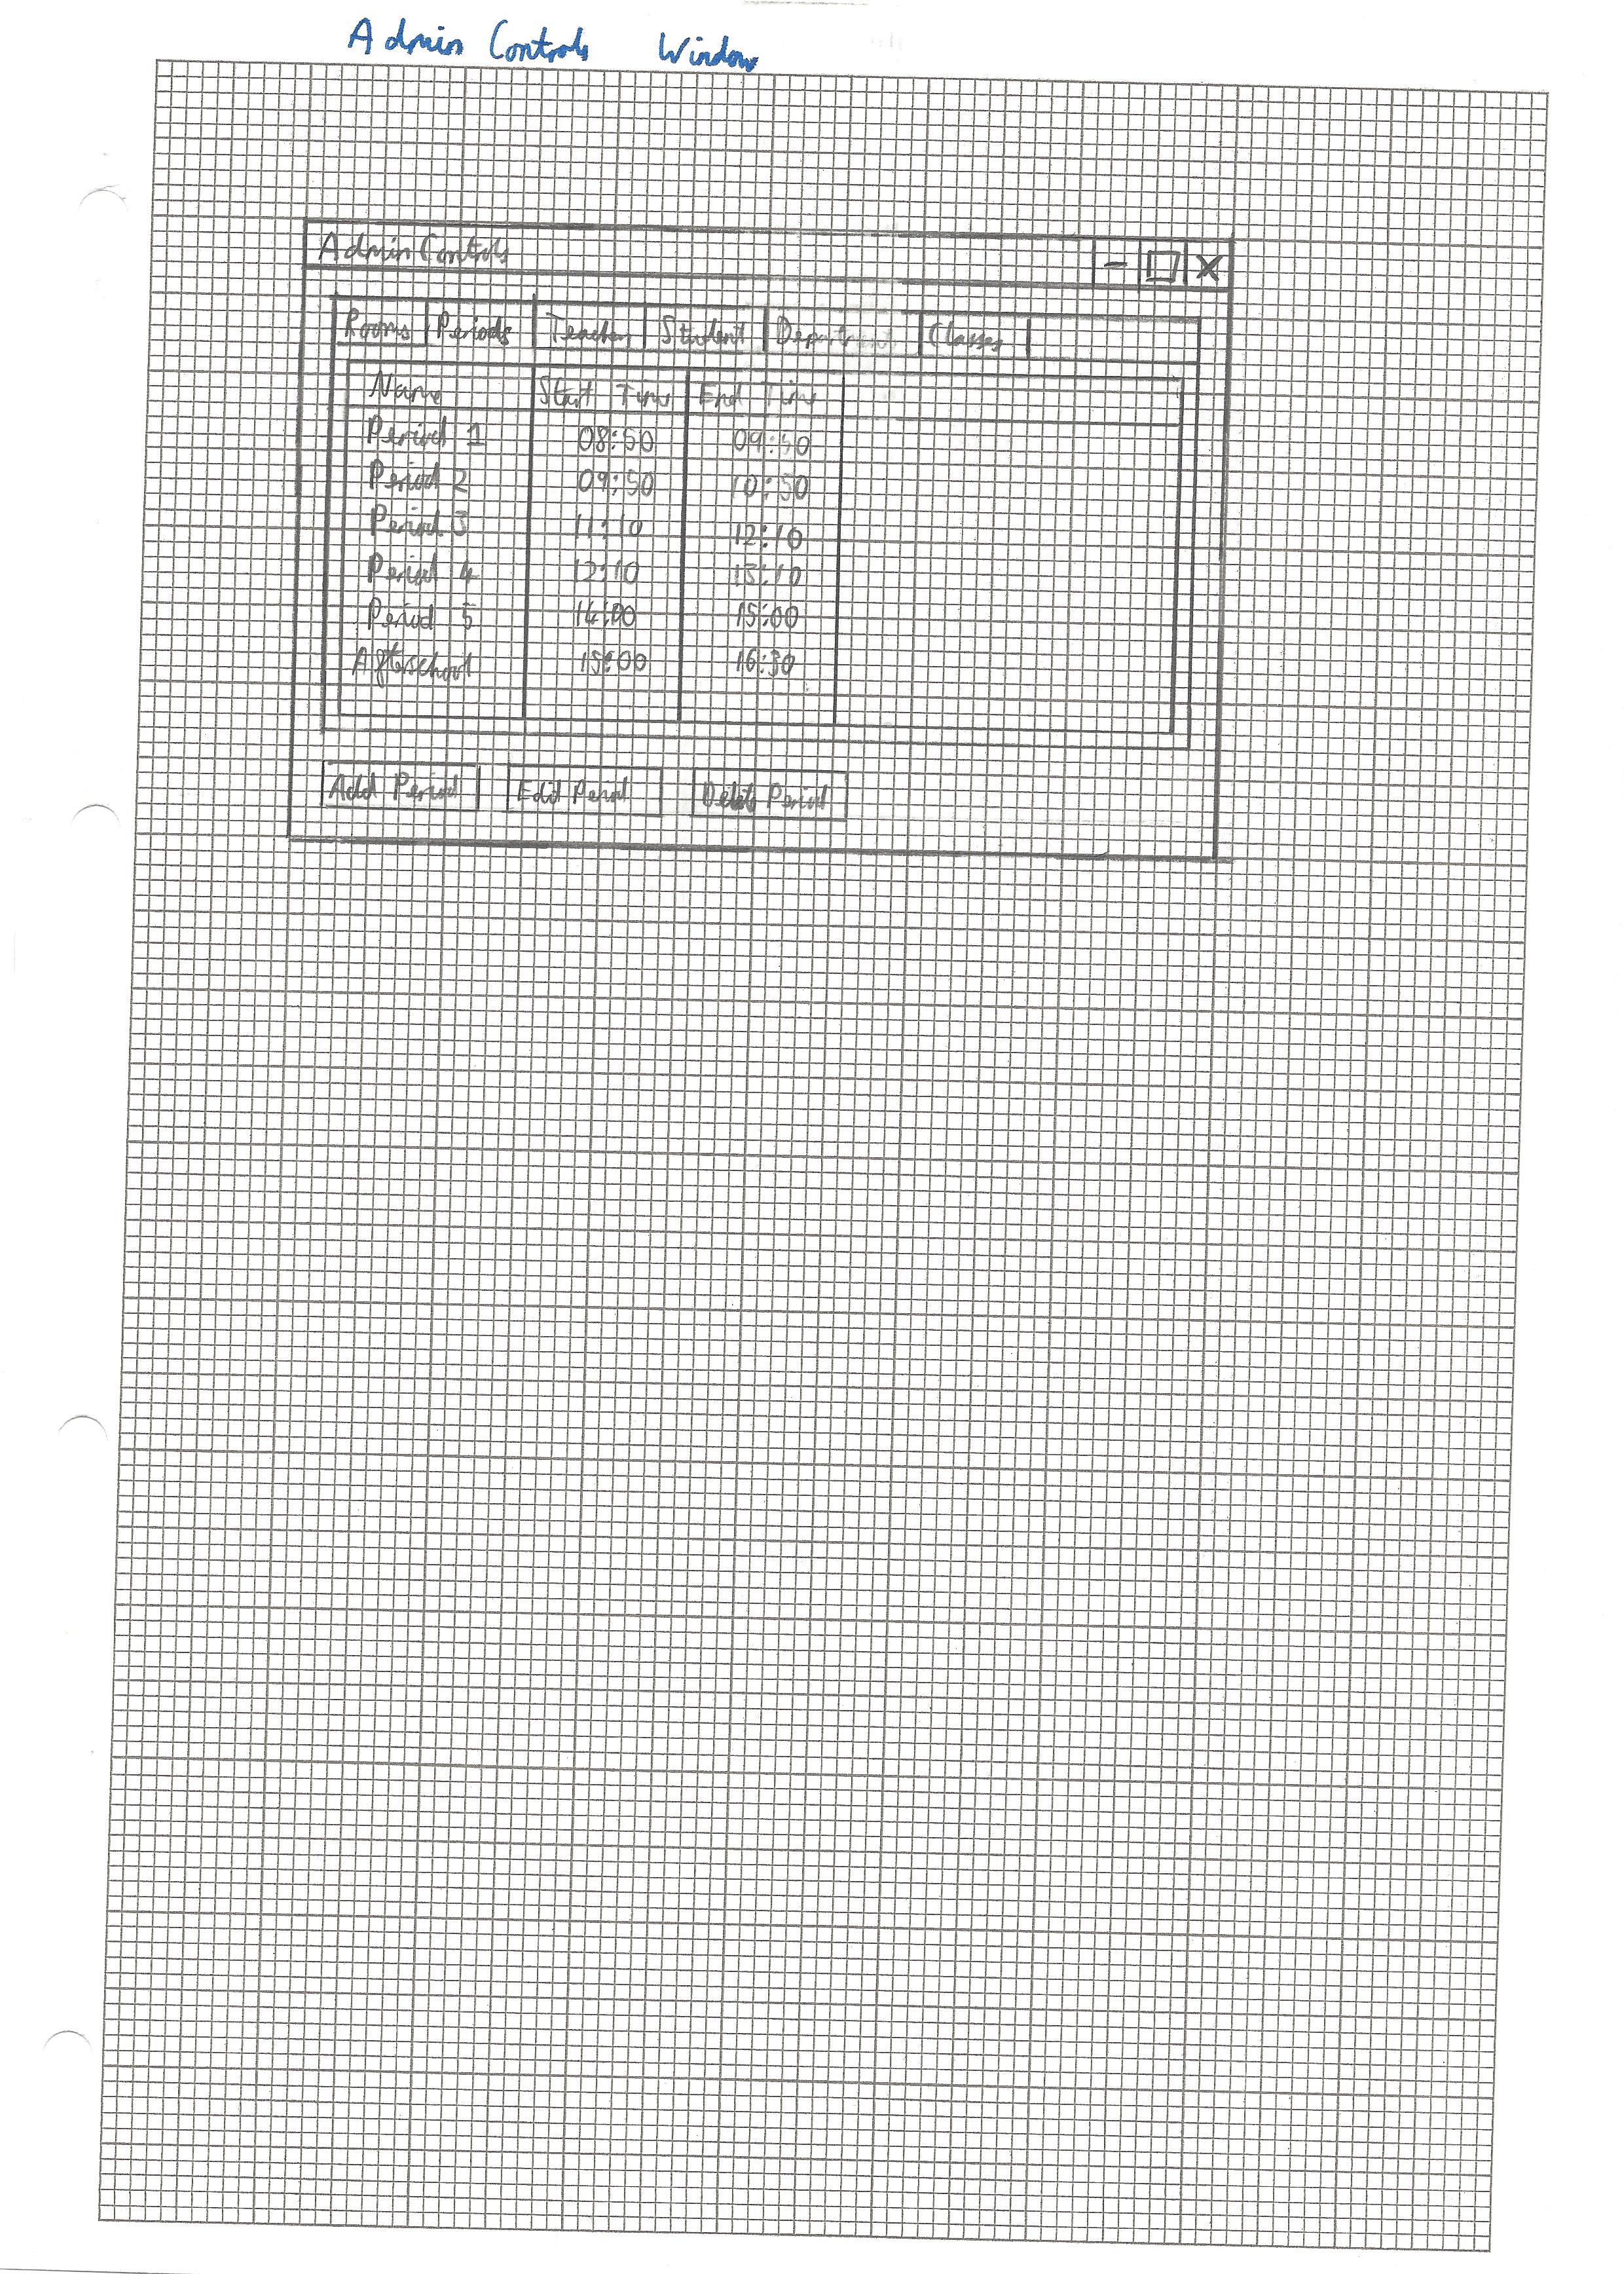 Admin Controls Window
Admin Controls - X
Rooms Periods Teacher Student Department Classes
Name Start Time End Time
Period 1 08:50 09:50
Period 2 09:50 10:50
Period 3 11:10 12:10
Period 4 12:10 13:10
Period 5 14:00 15:00
Afterschool 15:00 16:30
Add Period Edit Period Delete Period